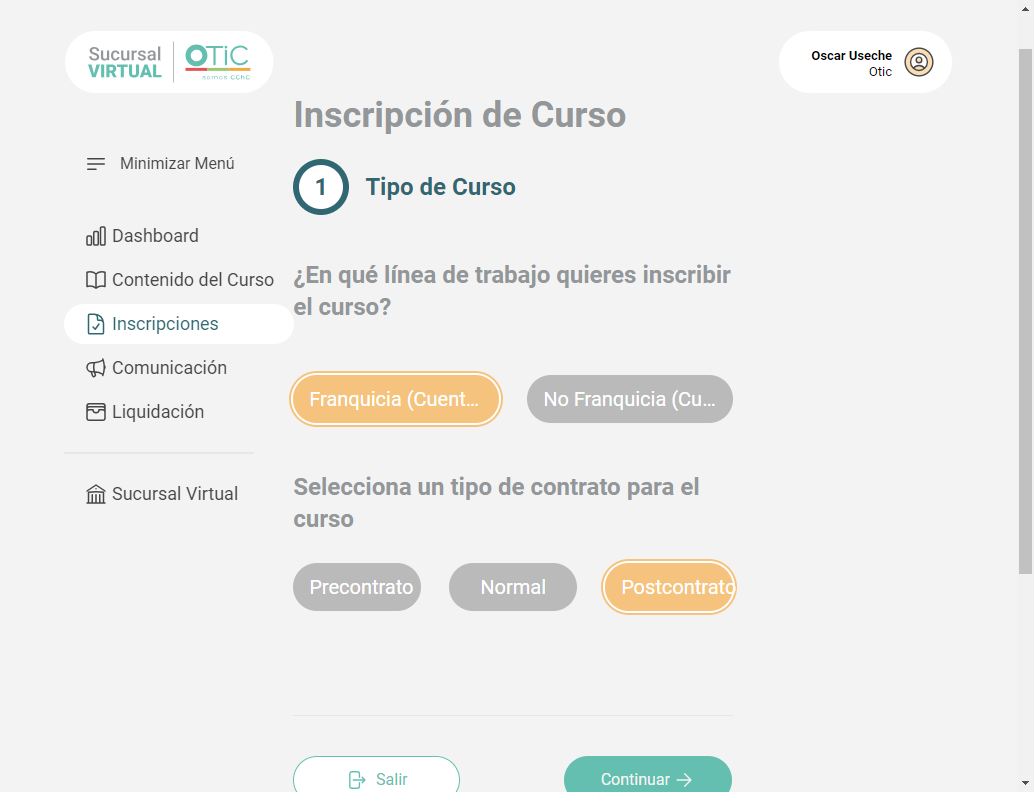 Sucursal
VIRTUAL
OTIC
somos CChC
Oscar Useche
Otic
Inscripción de Curso
Minimizar Menú
1
Tipo de Curso
Dashboard
Contenido del Curso
Inscripciones
Comunicación
Liquidación
Sucursal Virtual
¿En qué línea de trabajo quieres inscribir
el curso?
Franquicia (Cuent...
No Franquicia (Cu...
Selecciona un tipo de contrato para el
curso
Precontrato
Normal
Postcontrato
Salir
Continuar